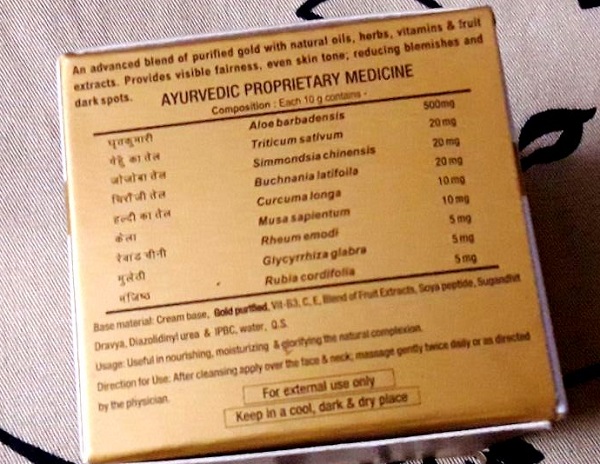 An advanced blend of purified gold with natural oils, herbs, vitamins & fruit
extracts. Provides visible fairness, even skin tone; reducing blemishes and
dark spots.
AYURVEDIC PROPRIETARY MEDICINE
Composition : Each 10 g contains -
घृतकुमारी Aloe barbadensis 500mg
गेहूँ का तेल Triticum sativum 20mg
जोजोबा तेल Simmondsia chinensis 20mg
चिरौंजी तेल Buchnania latifoila 20mg
हल्दी का तेल Curcuma longa 10mg
केला Musa sapientum 10mg
रेवांड चीनी Rheum emodi 5mg
मुलेठी Glycyrrhiza glabra 5mg
मंजिष्ठ Rubia cordifolia 5mg
Base material: Cream base, Gold purified, Vit-B3, C, E, Blend of Fruit Extracts, Soya peptide, Sugandhit
Dravya, Diazolidinyl urea & IPBC, water, Q.S.
Usage: Useful in nourishing, moisturizing & glorifying the natural complexion.
Direction for Use: After cleansing apply over the face & neck; massage gently twice daily or as directed
by the physician.
For external use only
Keep in a cool, dark & dry place